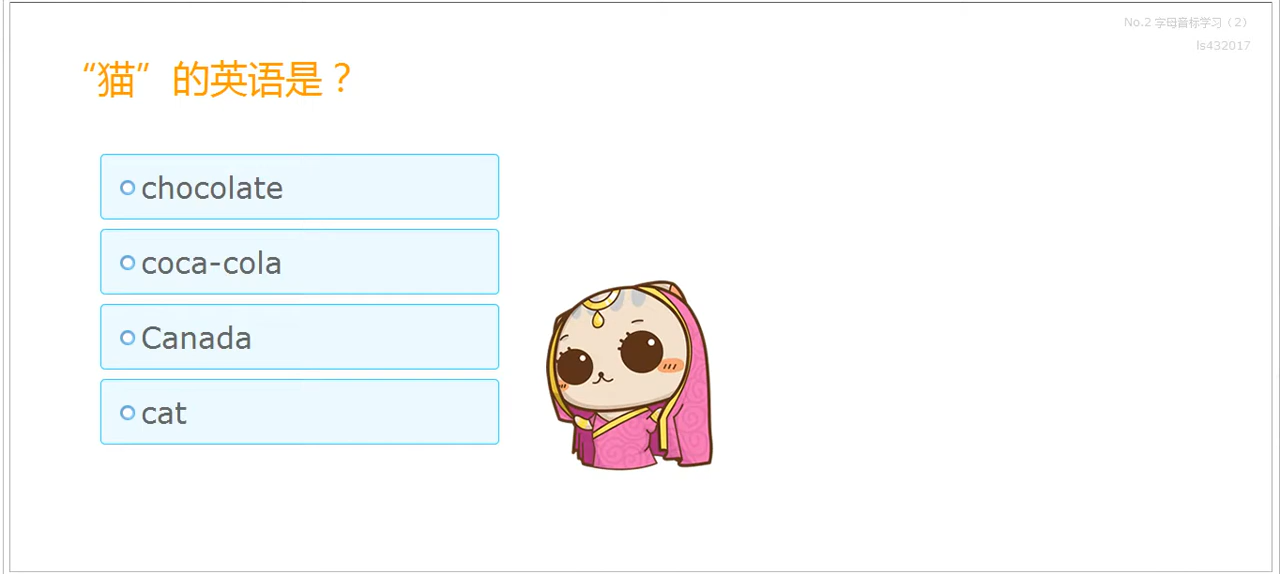 No.2 字母音标学习（2）
ls432017
“猫”的英语是？
chocolate
coca-cola
Canada
cat